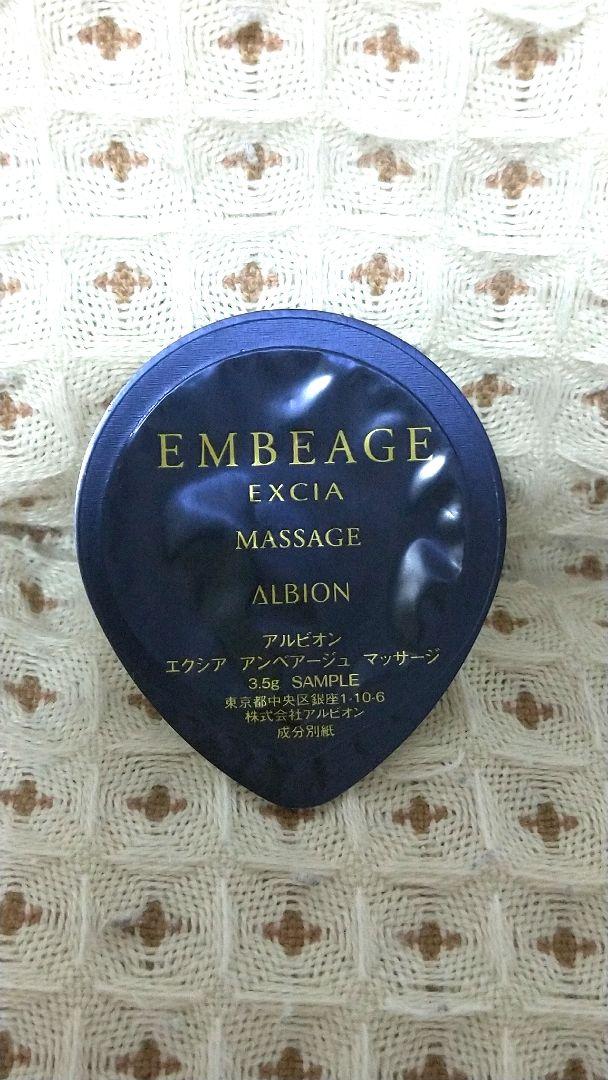 EMBEAGE
EXCIA
MASSAGE
ALBION
アルビオン
エクシア アンベアージュ マッサージ
3.5g SAMPLE
東京都中央区銀座1-10-6
株式会社アルビオン
成分別紙